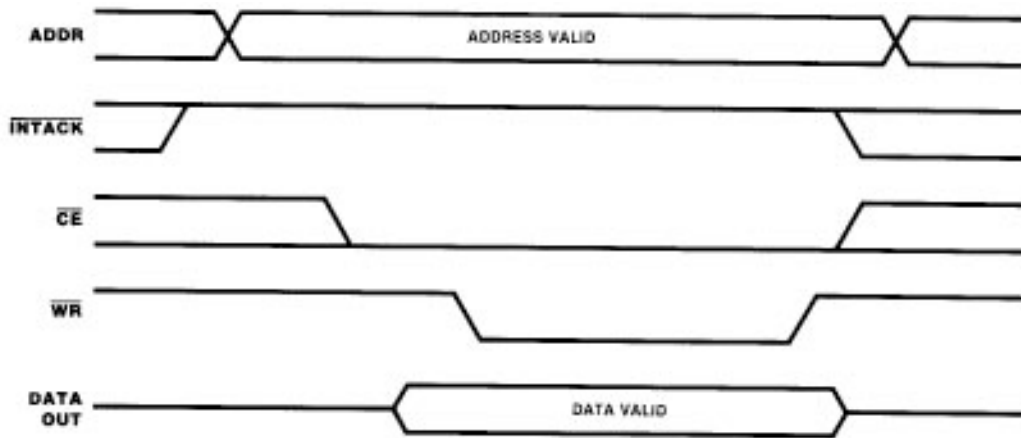 ADDR
ADDRESS VALID
INTACK
CE
WR
DATA
OUT
DATA VALID